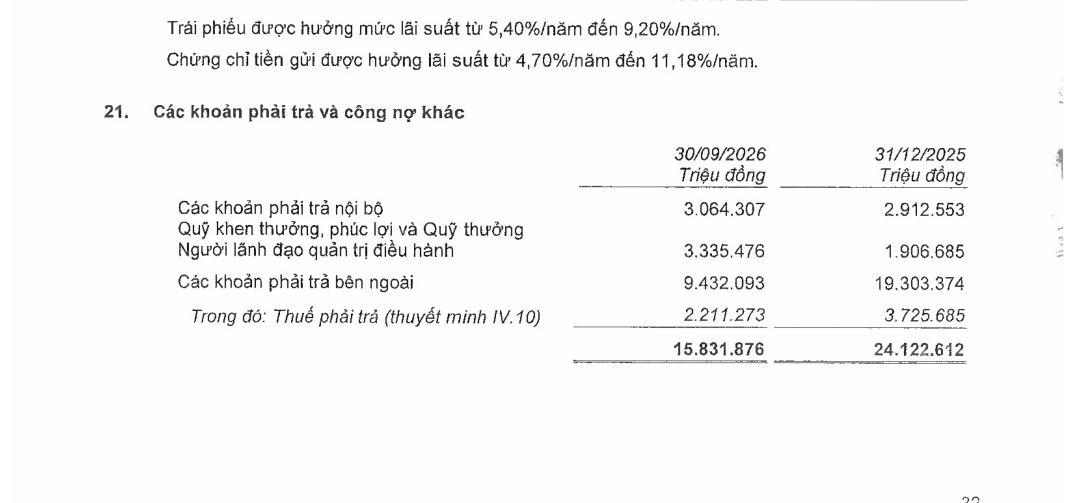 Trái phiếu được hưởng mức lãi suất từ 5,40%/năm đến 9,20%/năm.
Chứng chỉ tiền gửi được hưởng lãi suất từ 4,70%/năm đến 11,18%/năm.
21. Các khoản phải trả và công nợ khác
30/09/2026 31/12/2025
Triệu đồng Triệu đồng
Các khoản phải trả nội bộ 3.064.307 2.912.553
Quỹ khen thưởng, phúc lợi và Quỹ thưởng
Người lãnh đạo quản trị điều hành 3.335.476 1.906.685
Các khoản phải trả bên ngoài 9.432.093 19.303.374
Trong đó: Thuế phải trả (thuyết minh IV.10) 2.211.273 3.725.685
15.831.876 24.122.612